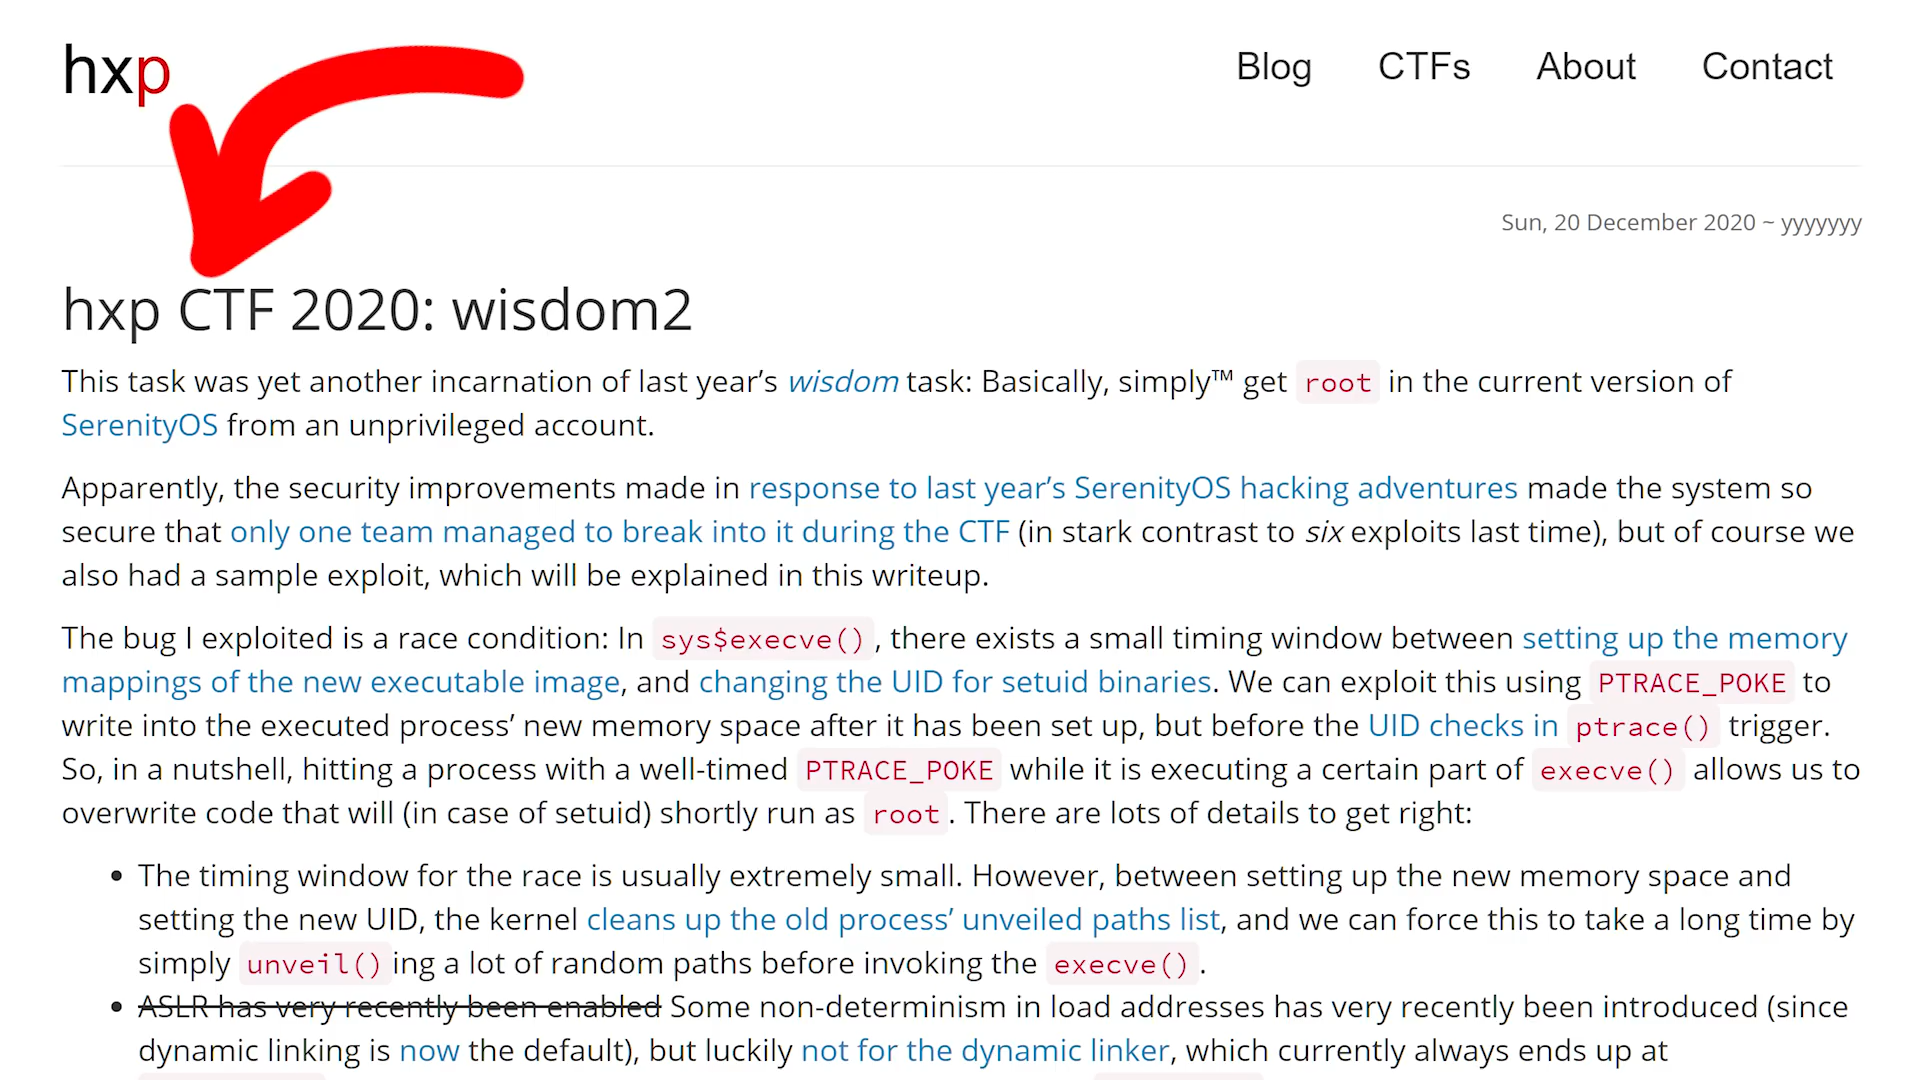 hxp
Blog CTFs About Contact
Sun, 20 December 2020 ~ yyyyyyy
hxp CTF 2020: wisdom2
This task was yet another incarnation of last year’s wisdom task: Basically, simply™ get root in the current version of
SerenityOS from an unprivileged account.
Apparently, the security improvements made in response to last year’s SerenityOS hacking adventures made the system so
secure that only one team managed to break into it during the CTF (in stark contrast to six exploits last time), but of course we
also had a sample exploit, which will be explained in this writeup.
The bug I exploited is a race condition: In sys$execve(), there exists a small timing window between setting up the memory
mappings of the new executable image, and changing the UID for setuid binaries. We can exploit this using PTRACE_POKE to
write into the executed process’ new memory space after it has been set up, but before the UID checks in ptrace() trigger.
So, in a nutshell, hitting a process with a well-timed PTRACE_POKE while it is executing a certain part of execve() allows us to
overwrite code that will (in case of setuid) shortly run as root. There are lots of details to get right:
• The timing window for the race is usually extremely small. However, between setting up the new memory space and
setting the new UID, the kernel cleans up the old process’ unveiled paths list, and we can force this to take a long time by
simply unveil()ing a lot of random paths before invoking the execve().
• ASLR has very recently been enabled Some non-determinism in load addresses has very recently been introduced (since
dynamic linking is now the default), but luckily not for the dynamic linker, which currently always ends up at